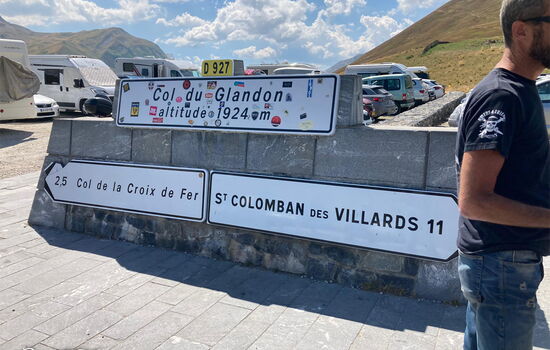 D 927
Col du Glandon
altitude 1924 m
2,5 Col de la Croix de Fer
St COLOMBAN des VILLARDS 11